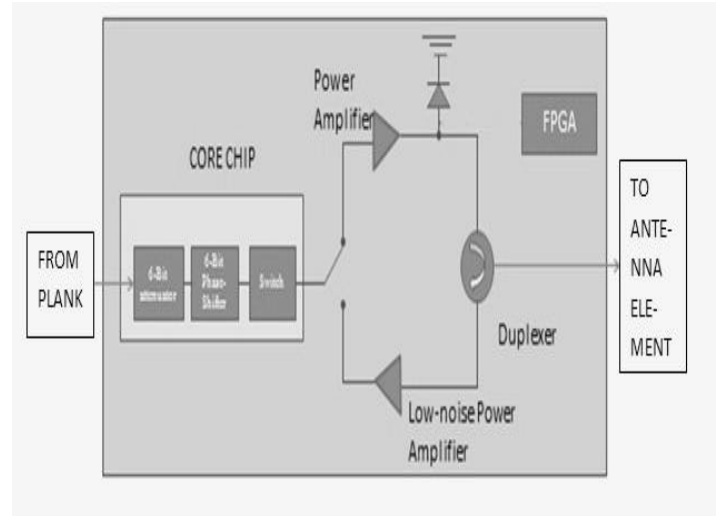 Power
Amplifier
FPGA
CORE CHIP
TO
ANTE-
NNA
ELE-
MENT
FROM
PLANK
6-Bit
attenuator
6-Bit
Phase-
Shifter
Switch
Duplexer
Low-noise Power
Amplifier